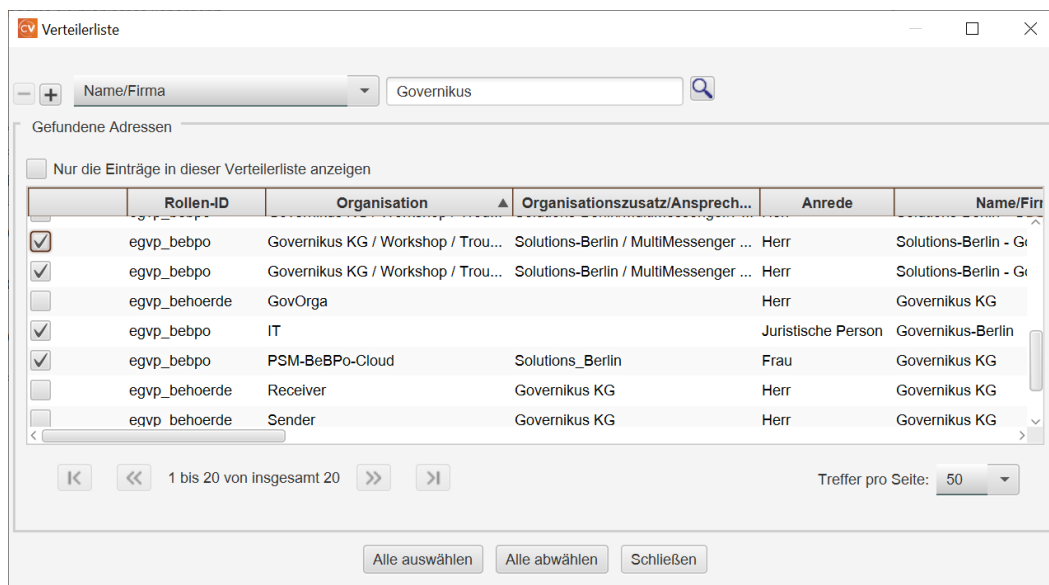 CV Verteilerliste
Name/Firma Governikus
Gefundene Adressen
Nur die Einträge in dieser Verteilerliste anzeigen
Rollen-ID Organisation Organisationszusatz/Ansprech... Anrede Name/Firm
egvp_bebpo Governikus KG / Workshop / Trou... Solutions-Berlin / MultiMessenger ... Herr Solutions-Berlin - Go
egvp_bebpo Governikus KG / Workshop / Trou... Solutions-Berlin / MultiMessenger ... Herr Solutions-Berlin - Go
egvp_behoerde GovOrga Herr Governikus KG
egvp_bebpo IT Juristische Person Governikus-Berlin
egvp_bebpo PSM-BeBPo-Cloud Solutions_Berlin Frau Governikus KG
egvp_behoerde Receiver Governikus KG Herr Governikus KG
egvp_behoerde Sender Governikus KG Herr Governikus KG
1 bis 20 von insgesamt 20 Treffer pro Seite: 50
Alle auswählen Alle abwählen Schließen